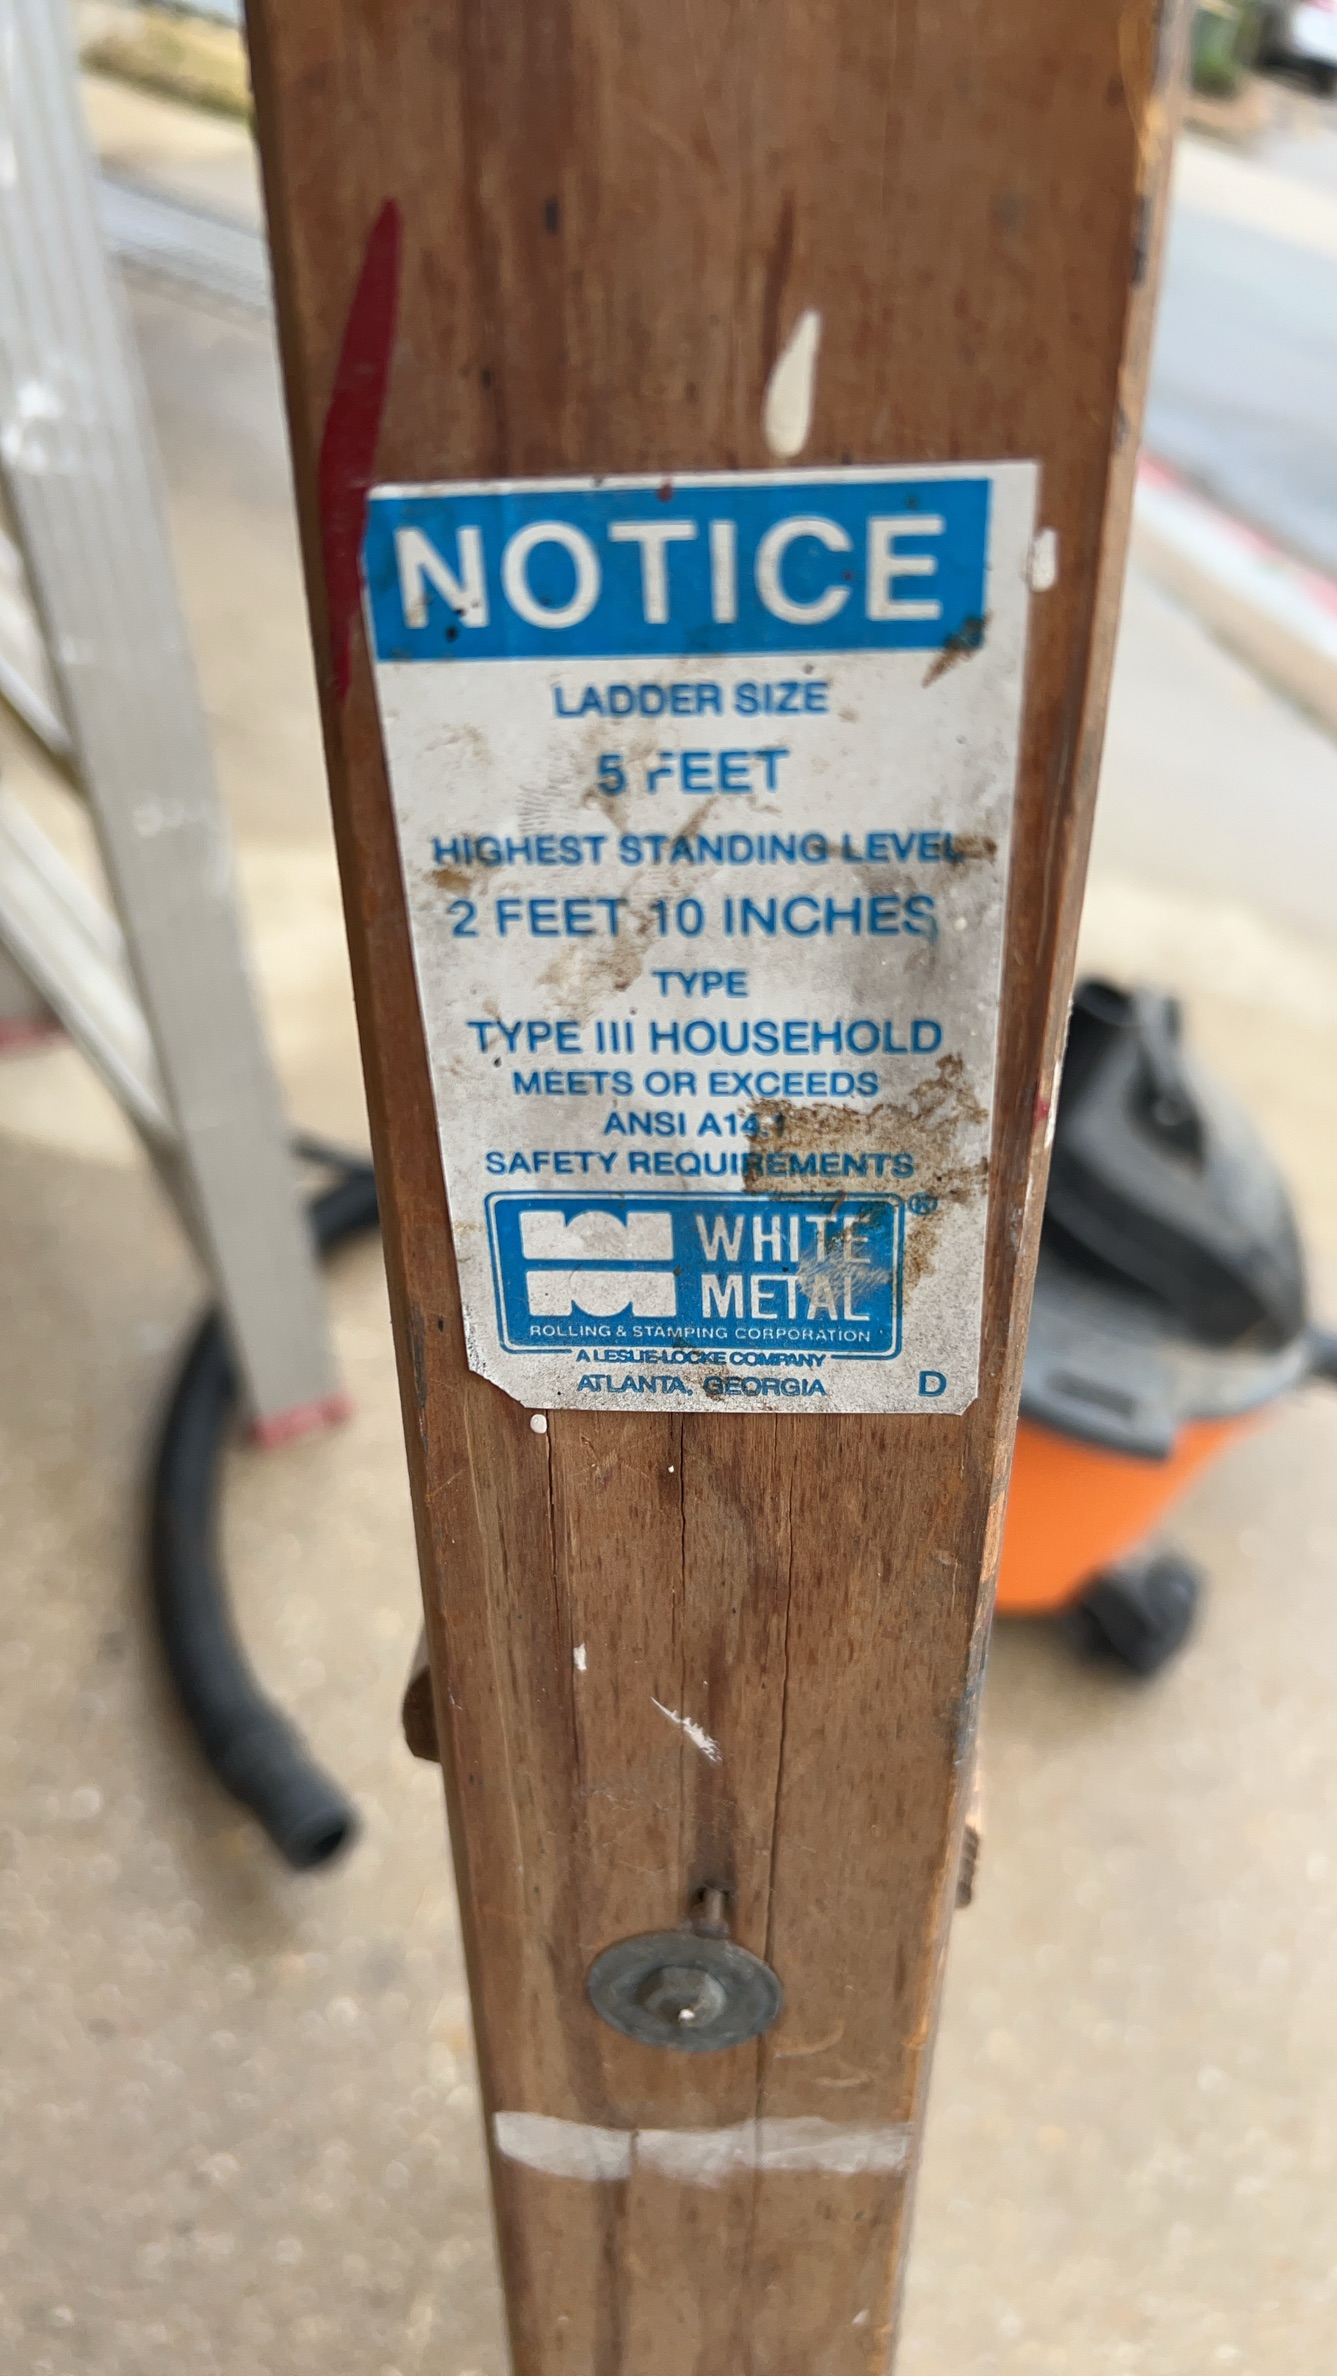 NOTICE
LADDER SIZE
5 FEET
HIGHEST STANDING LEVEL
2 FEET 10 INCHES
TYPE
TYPE III HOUSEHOLD
MEETS OR EXCEEDS
ANSI A14.1
SAFETY REQUIREMENTS
WHITE ®
METAL
ROLLING & STAMPING CORPORATION
A LESLIE-LOCKE COMPANY
ATLANTA, GEORGIA D